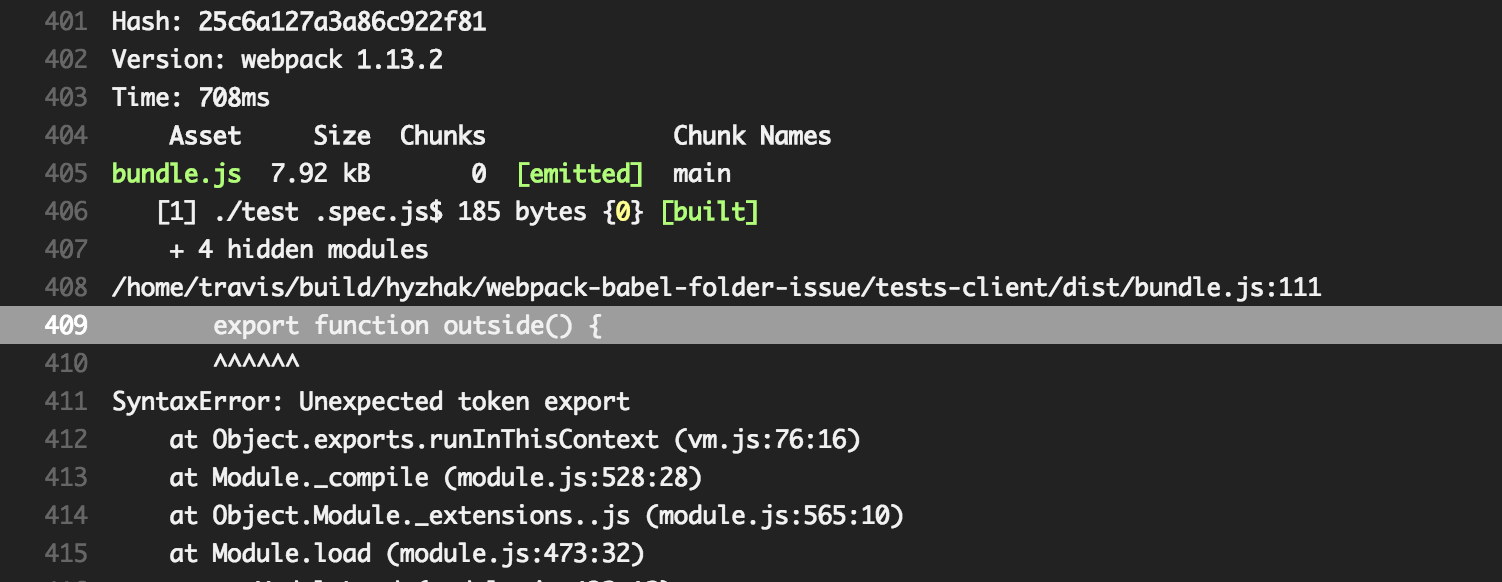 401 Hash: 25c6a127a3a86c922f81
402 Version: webpack 1.13.2
403 Time: 708ms
404 Asset Size Chunks Chunk Names
405 bundle.js 7.92 kB 0 [emitted] main
406 [1] ./test .spec.js$ 185 bytes {0} [built]
407 + 4 hidden modules
408 /home/travis/build/hyzhak/webpack-babel-folder-issue/tests-client/dist/bundle.js:111
409 export function outside() {
410 ^^^^^^
411 SyntaxError: Unexpected token export
412 at Object.exports.runInThisContext (vm.js:76:16)
413 at Module._compile (module.js:528:28)
414 at Object.Module._extensions..js (module.js:565:10)
415 at Module.load (module.js:473:32)